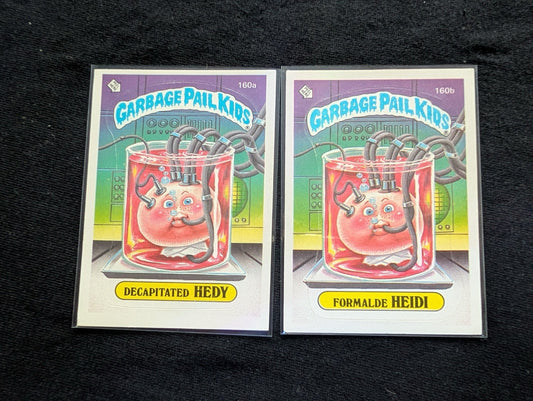 160a
GARBAGE PAIL KIDS
DECAPITATED HEDY
160b
GARBAGE PAIL KIDS
FORMALDE HEIDI